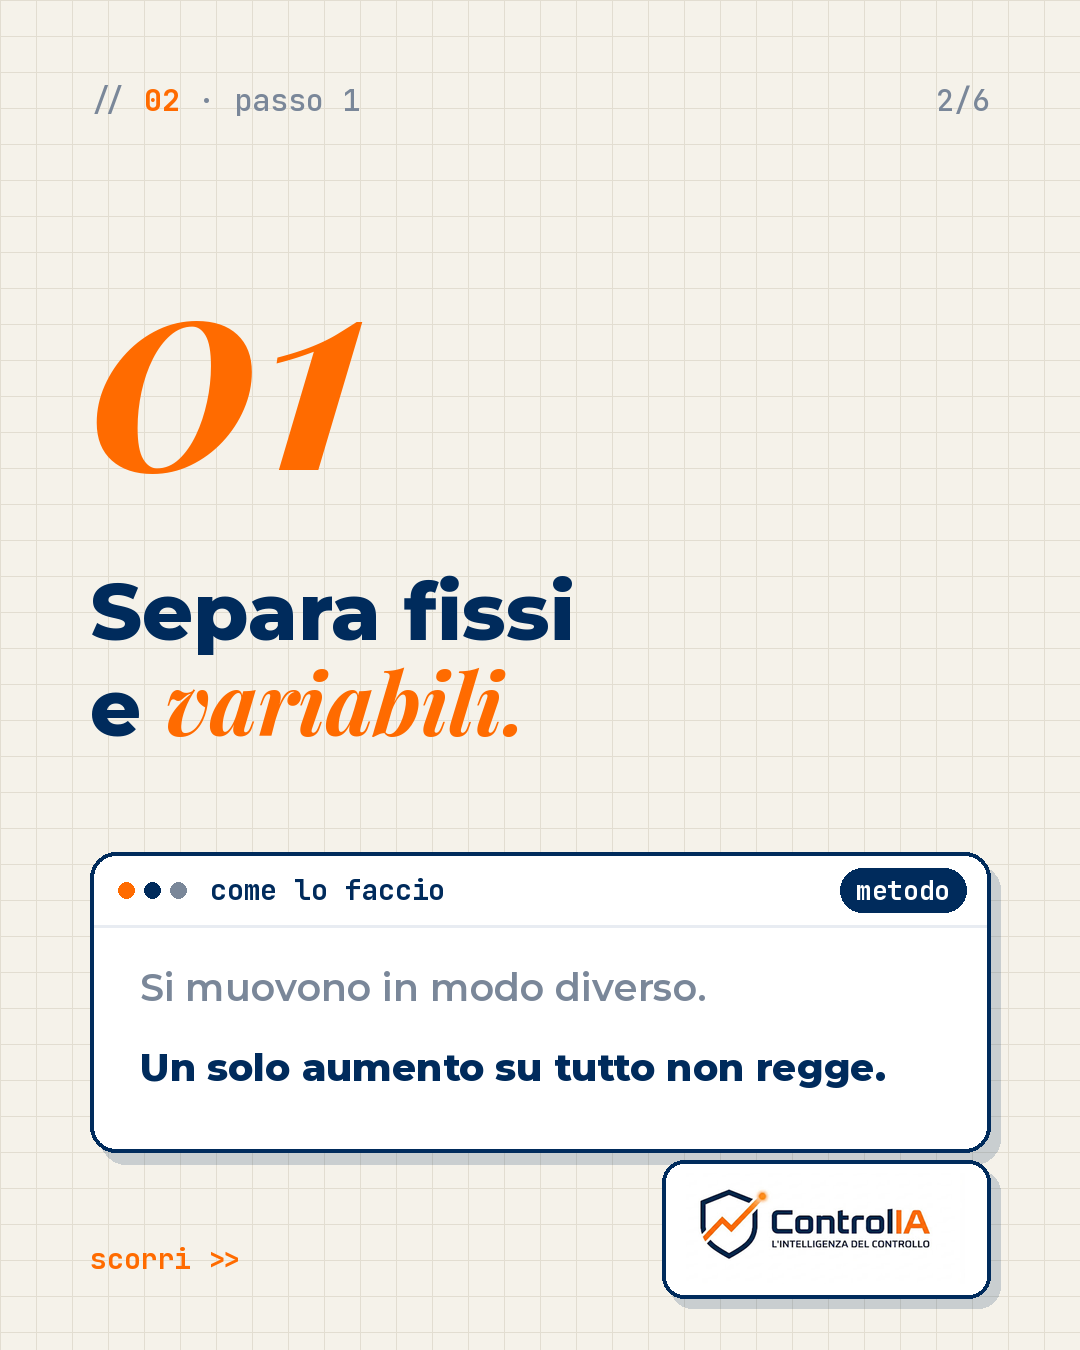 // 02 · passo 1
2/6
01
Separa fissi
e variabili.
come lo faccio
metodo
Si muovono in modo diverso.
Un solo aumento su tutto non regge.
scorri >>
ControlIA
L'INTELLIGENZA DEL CONTROLLO